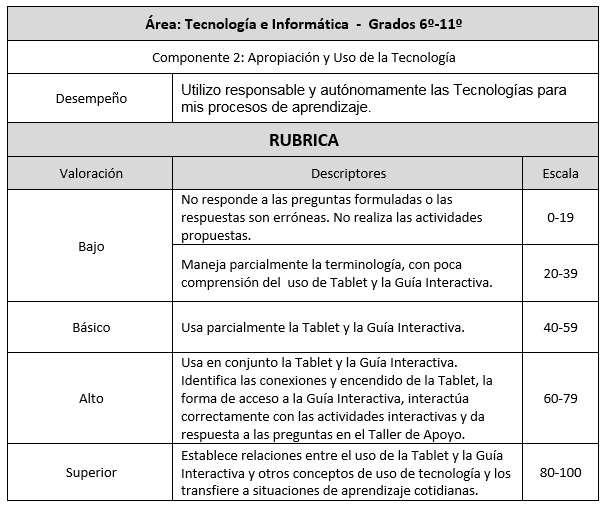 Área: Tecnología e Informática - Grados 6º-11º
Componente 2: Apropiación y Uso de la Tecnología
Desempeño
Utilizo responsable y autónomamente las Tecnologías para
mis procesos de aprendizaje.
RUBRICA
Valoración Descriptores Escala
Bajo
No responde a las preguntas formuladas o las
respuestas son erróneas. No realiza las actividades
propuestas.
0-19
Maneja parcialmente la terminología, con poca
comprensión del uso de Tablet y la Guía Interactiva.
20-39
Básico
Usa parcialmente la Tablet y la Guía Interactiva.
40-59
Alto
Usa en conjunto la Tablet y la Guía Interactiva.
Identifica las conexiones y encendido de la Tablet, la
forma de acceso a la Guía Interactiva, interactúa
correctamente con las actividades interactivas y da
respuesta a las preguntas en el Taller de Apoyo.
60-79
Superior
Establece relaciones entre el uso de la Tablet y la Guía
Interactiva y otros conceptos de uso de tecnología y los
transfiere a situaciones de aprendizaje cotidianas.
80-100